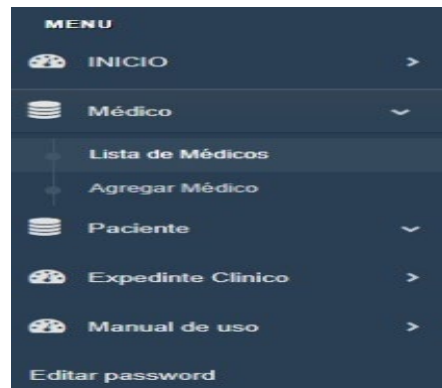 MENU
INICIO
Médico
Lista de Médicos
Agregar Médico
Paciente
Expedinte Clinico
Manual de uso
Editar password